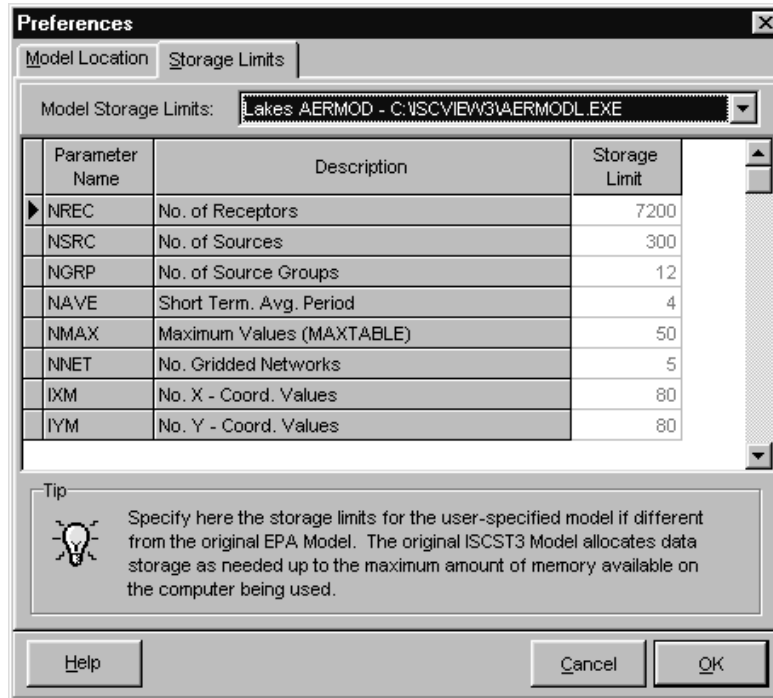 Preferences
Model Location Storage Limits
Model Storage Limits: Lakes AERMOD - C:\ISCVIEW3\AERMODL.EXE
Parameter Name Description Storage Limit
NREC No. of Receptors 7200
NSRC No. of Sources 300
NGRP No. of Source Groups 12
NAVE Short Term. Avg. Period 4
NMAX Maximum Values (MAXTABLE) 50
NNET No. Gridded Networks 5
IXM No. X - Coord. Values 80
IYM No. Y - Coord. Values 80
Tip
Specify here the storage limits for the user-specified model if different
from the original EPA Model. The original ISCST3 Model allocates data
storage as needed up to the maximum amount of memory available on
the computer being used.
Help Cancel OK